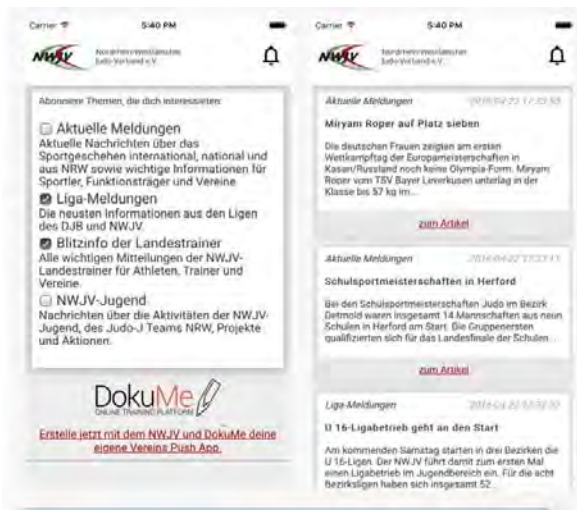 Carrier
5:40 PM
NWJV
Nordrhein-Westfälischer
Judo-Verband e.V.
Abonniere Themen, die dich interessieren:
Aktuelle Meldungen
Aktuelle Nachrichten über das
Sportgeschehen international, national und
aus NRW sowie wichtige Informationen für
Sportler, Funktionsträger und Vereine
Liga-Meldungen
Die neusten Informationen aus den Ligen
des DJB und NWJV.
Blitzinfo der Landestrainer
Alle wichtigen Mitteilungen der NWJV-
Landestrainer für Athleten, Trainer und
Vereine.
NWJV-Jugend
Nachrichten über die Aktivitäten der NWJV-
Jugend, des Judo-J Teams NRW, Projekte
und Aktionen.
DokuMe
ONLINE TRAINING PLATFORM
Erstelle jetzt mit dem NWJV und DokuMe deine
eigene Vereins Push App.
Carrier
5:40 PM
NWJV
Nordrhein-Westfälischer
Judo-Verband e.V.
Aktuelle Meldungen
Miryam Roper auf Platz sieben
Die deutschen Frauen zeigten am ersten
Wettkampftag der Europameisterschaften in
Kasan/Russland noch keine Olympia-Form. Miryam
Roper vom TSV Bayer Leverkusen unterlag in der
Klasse bis 57 kg im...
zum Artikel
Aktuelle Meldungen
Schulsportmeisterschaften in Herford
Bei den Schulsportmeisterschaften Judo im Bezirk
Detmold waren insgesamt 14 Mannschaften aus neun
Schulen in Herford am Start. Die Gruppenersten
qualifizierten sich für das Landesfinale der Schulen...
zum Artikel
Liga-Meldungen
U 16-Ligabetrieb geht an den Start
Am kommenden Samstag starten in drei Bezirken die
U 16-Ligen. Der NWJV führt damit zum ersten Mal
einen Ligabetrieb im Jugendbereich ein. Für die acht
Bezirksligen haben sich insgesamt 52...